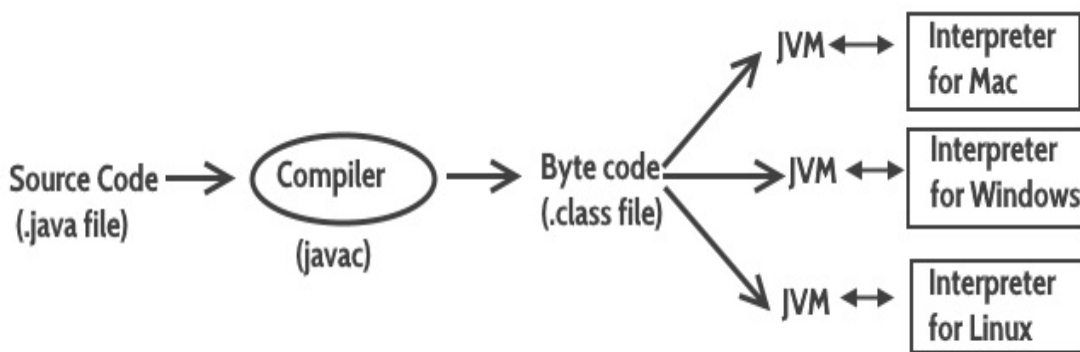 Source Code
(.java file)
Compiler
(javac)
Byte code
(.class file)
JVM
Interpreter
for Mac
JVM
Interpreter
for Windows
JVM
Interpreter
for Linux